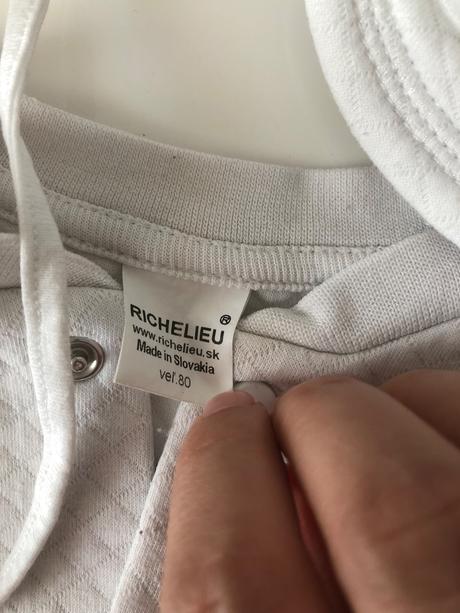 RICHELIEU ®
www.richelieu.sk
Made in Slovakia
vel.80